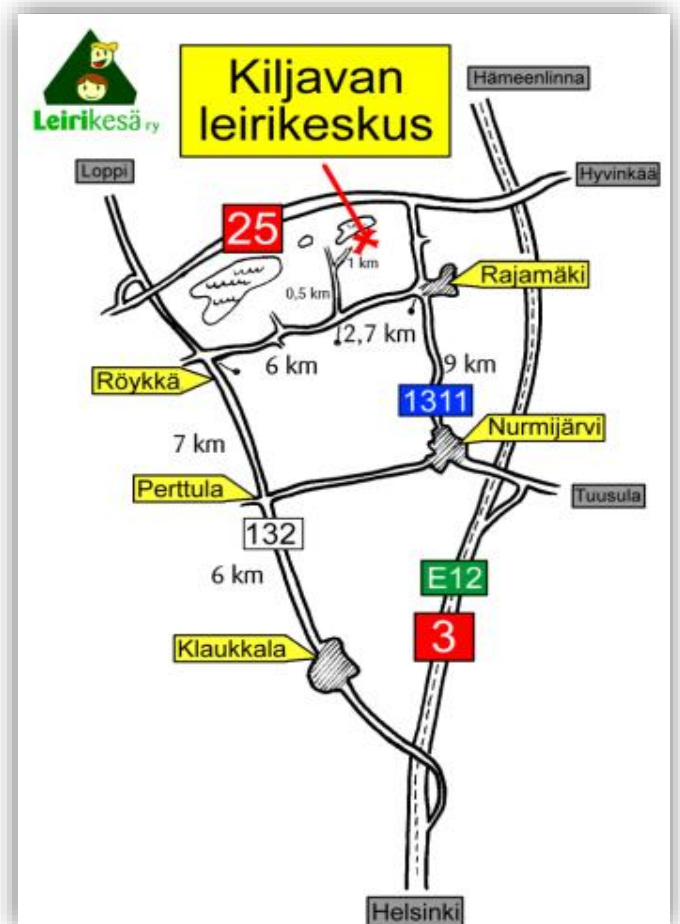 Kiljavan
leirikeskus
Leirikesä ry
Hämeenlinna
Loppi
Hyvinkää
25
1 km
Rajamäki
0,5 km
2,7 km
6 km
9 km
Röykkä
1311
Nurmijärvi
7 km
Perttula
Tuusula
132
6 km
E12
3
Klaukkala
Helsinki